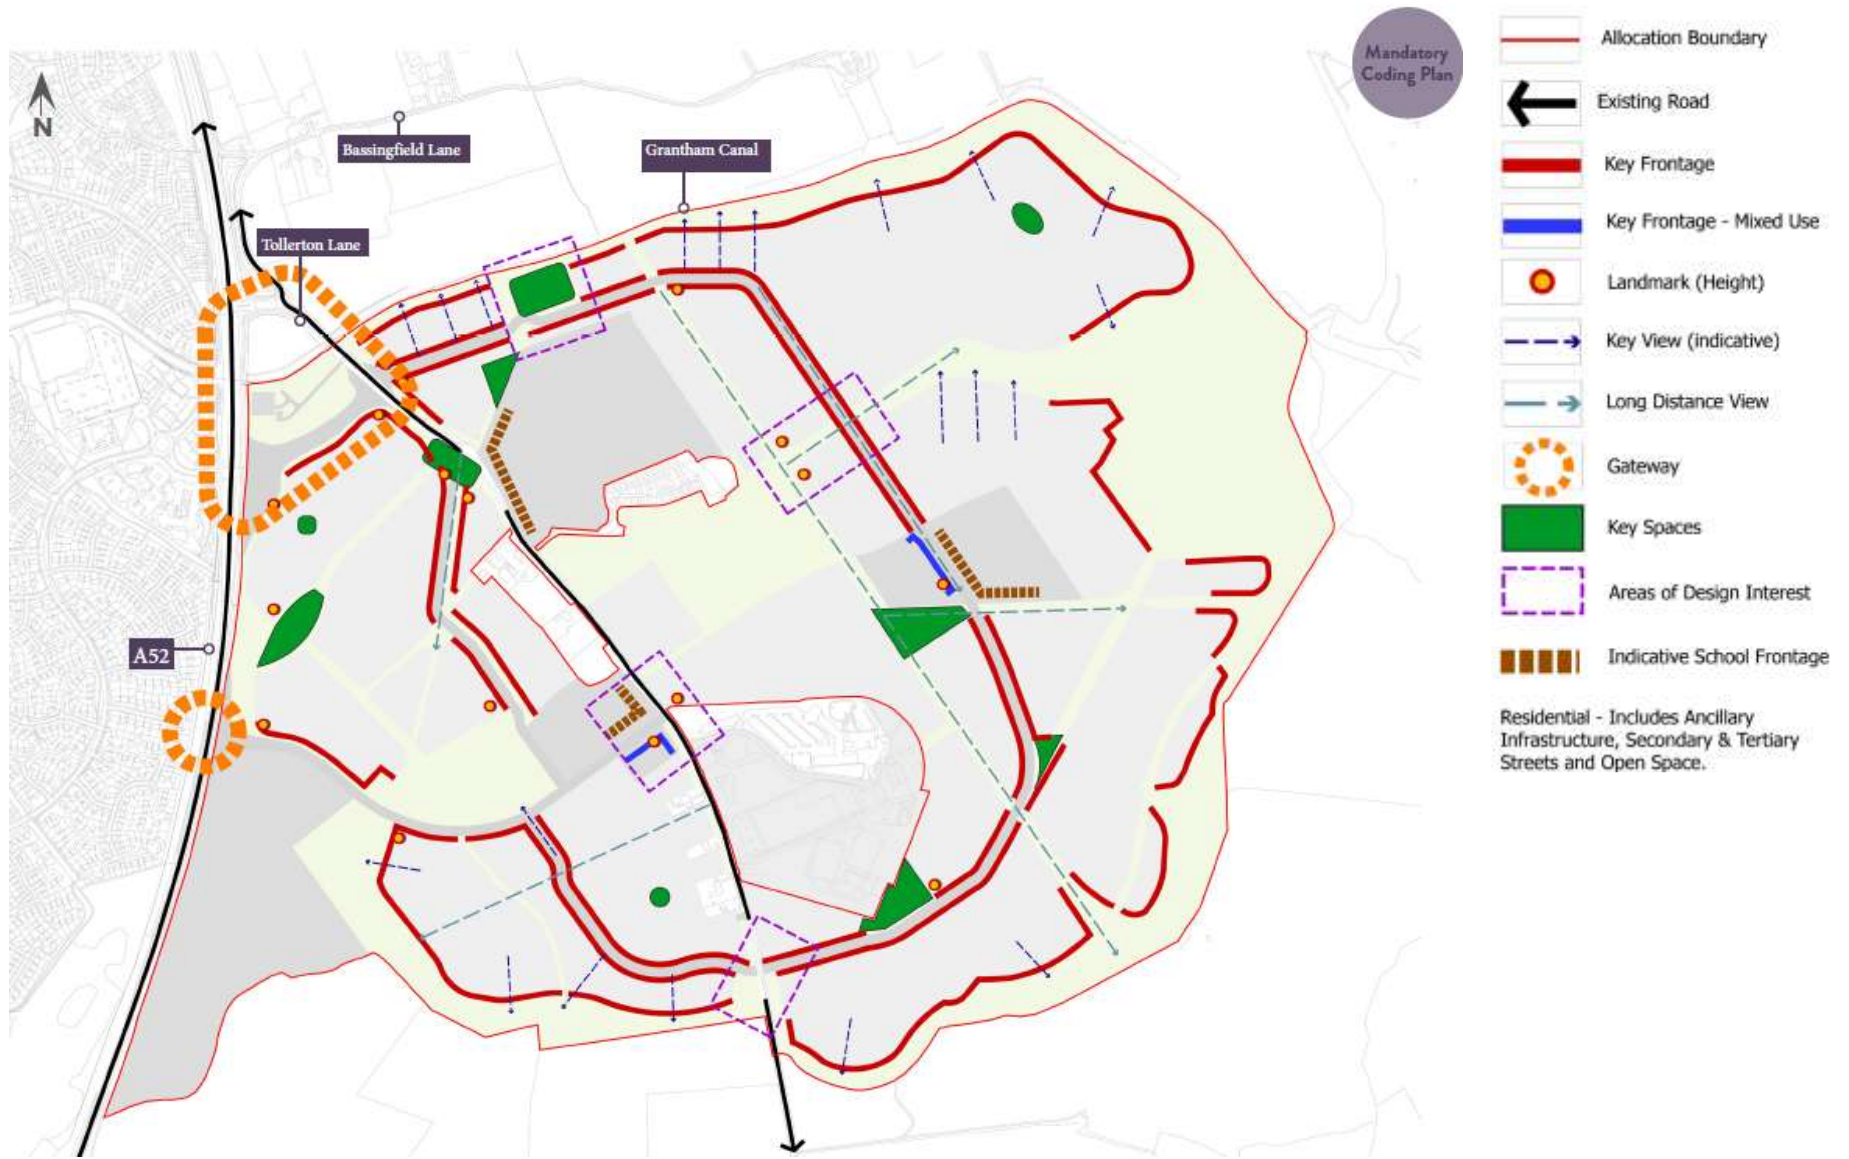 Mandatory
Coding Plan
N
Bassingfield Lane
Grantham Canal
Tollerton Lane
A52
Allocation Boundary
Existing Road
Key Frontage
Key Frontage - Mixed Use
Landmark (Height)
Key View (indicative)
Long Distance View
Gateway
Key Spaces
Areas of Design Interest
Indicative School Frontage
Residential - Includes Ancillary
Infrastructure, Secondary & Tertiary
Streets and Open Space.